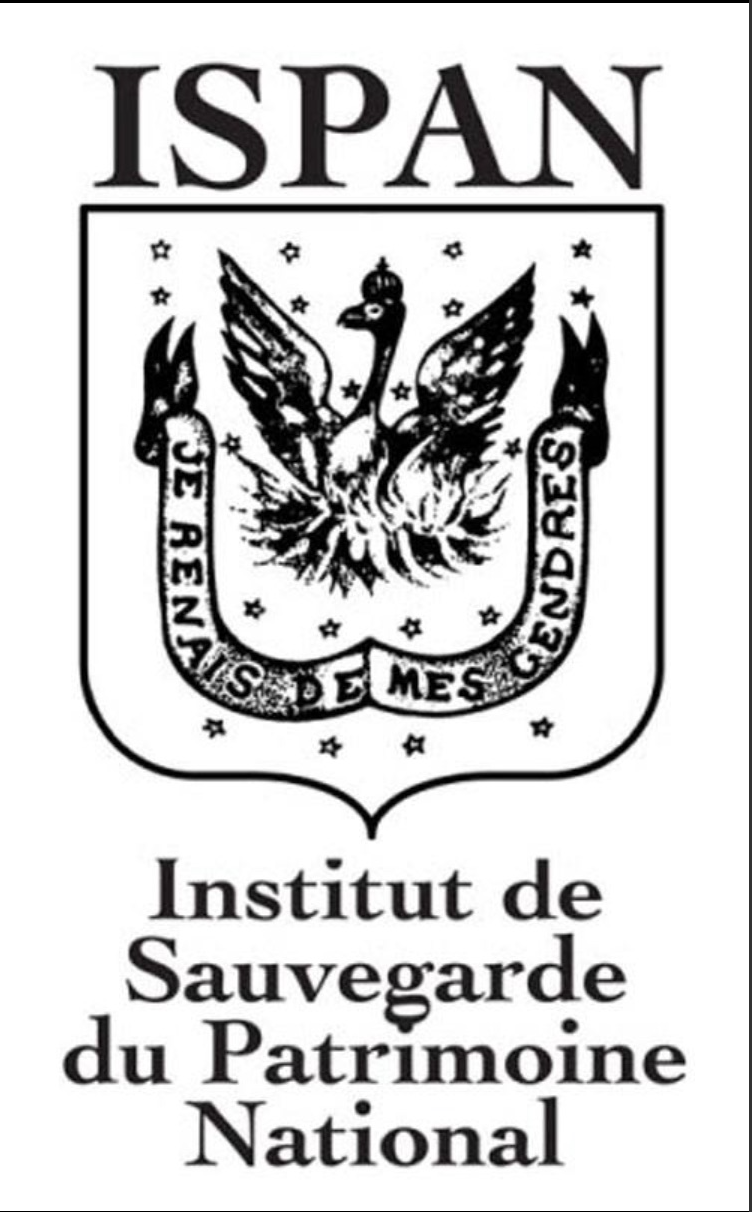 ISPAN
JE RENAIS DE MES CENDRES
Institut de
Sauvegarde
du Patrimoine
National